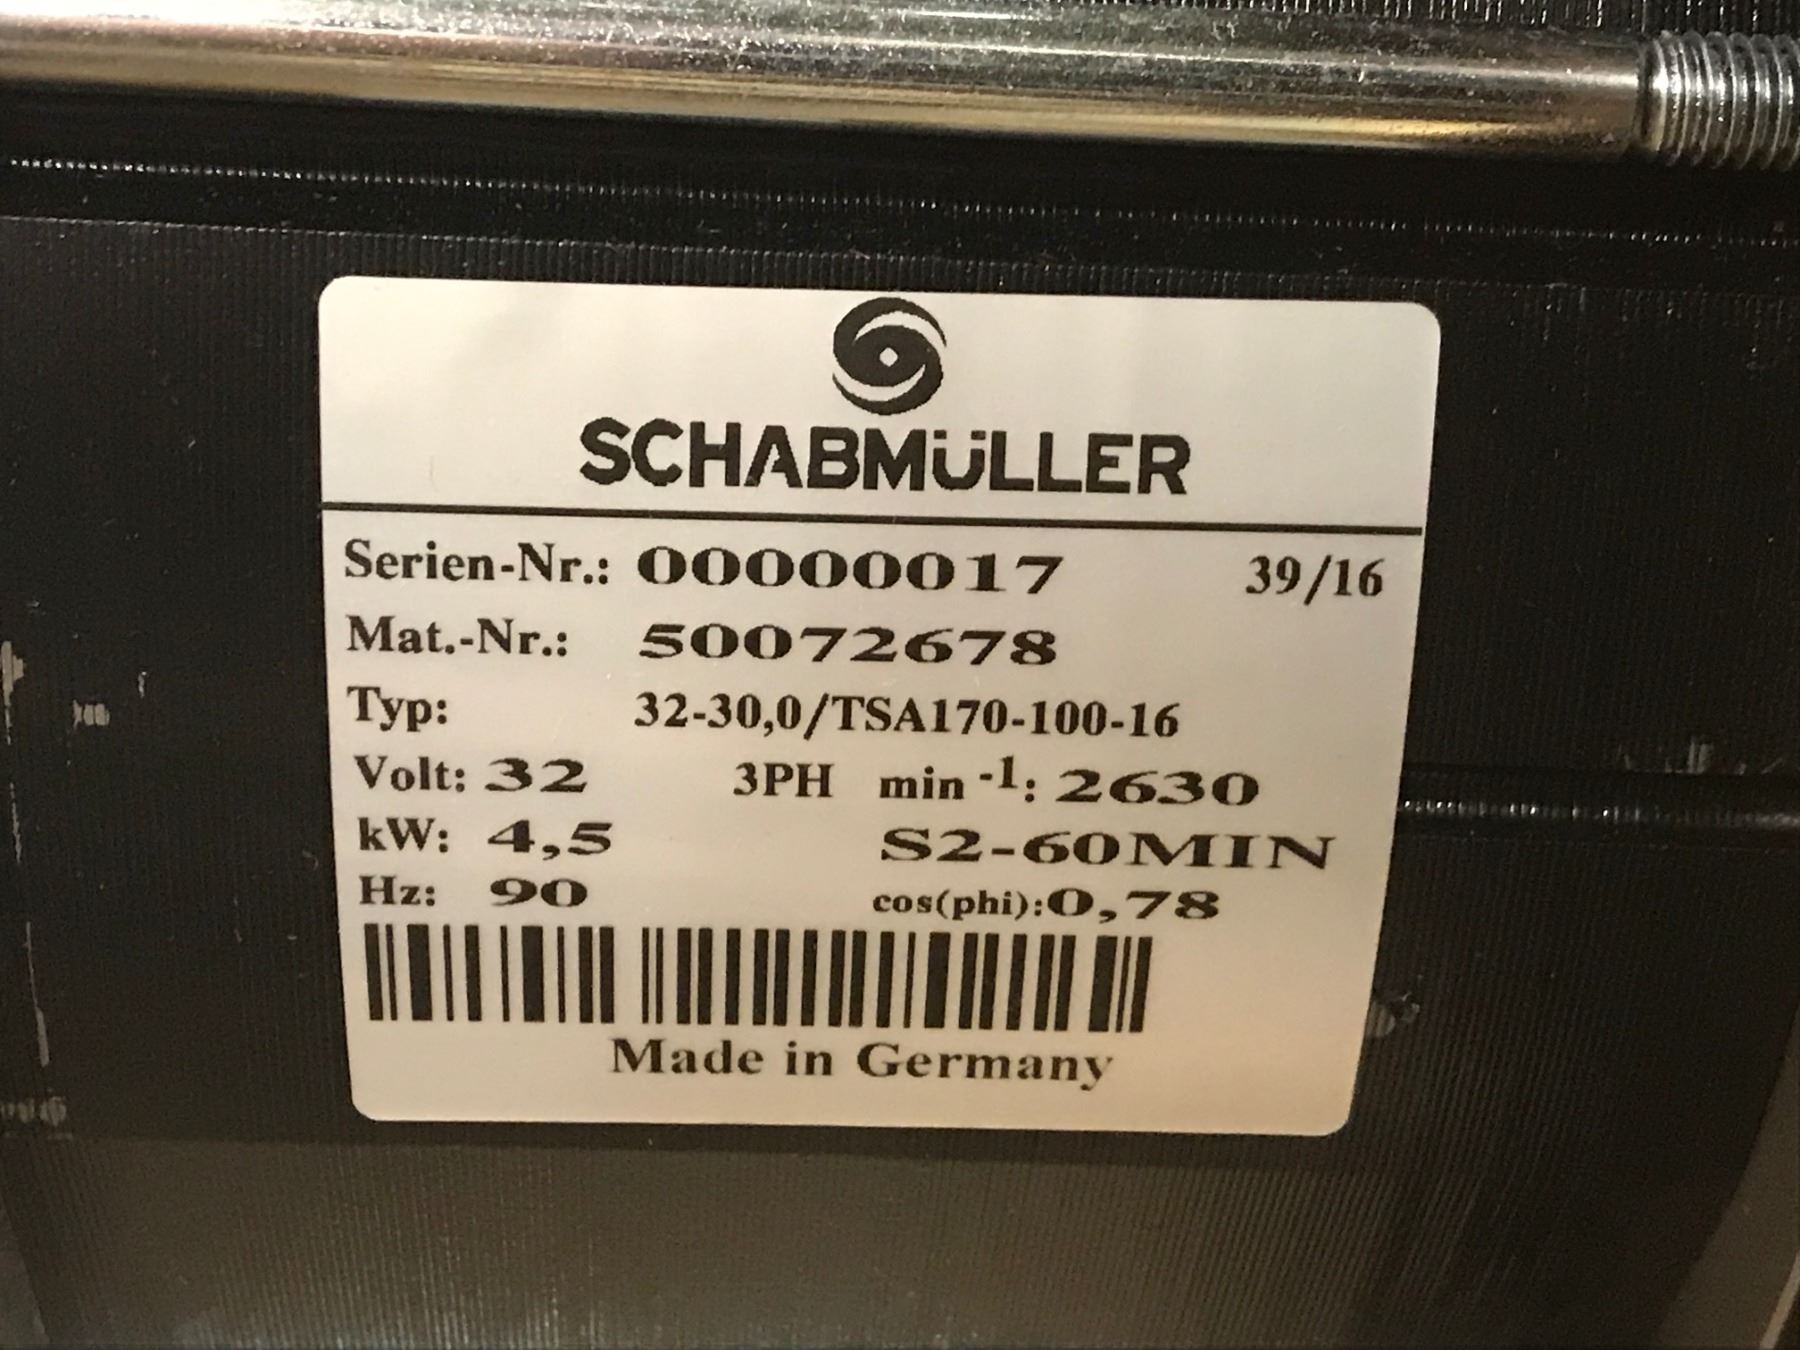 SCHABMÜLLER
Serien-Nr.: 00000017 39/16
Mat.-Nr.: 50072678
Typ: 32-30,0/TSA170-100-16
Volt: 32 3PH min -1: 2630
kW: 4,5 S2-60MIN
Hz: 90 cos(phi):0,78
Made in Germany